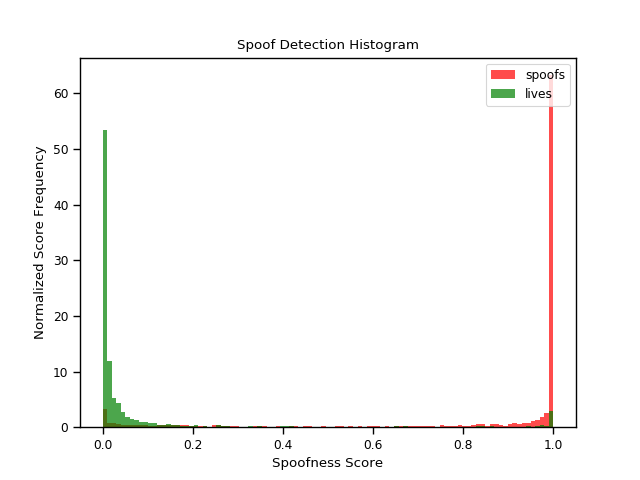 Spoof Detection Histogram
spoofs
lives
Normalized Score Frequency
60
50
40
30
20
10
0
0.0 0.2 0.4 0.6 0.8 1.0
Spoofness Score